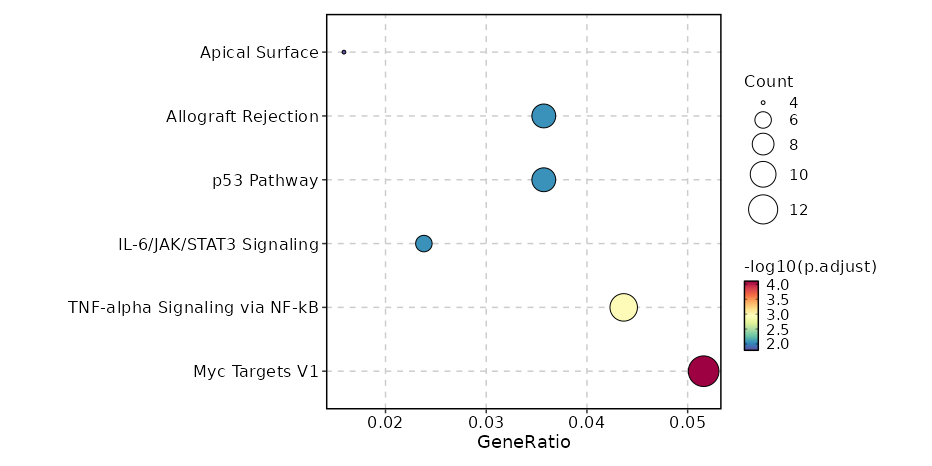 Apical Surface
Allograft Rejection
p53 Pathway
IL-6/JAK/STAT3 Signaling
TNF-alpha Signaling via NF-kB
Myc Targets V1
0.02 0.03 0.04 0.05
GeneRatio
Count
4
6
8
10
12
-log10(p.adjust)
4.0
3.5
3.0
2.5
2.0